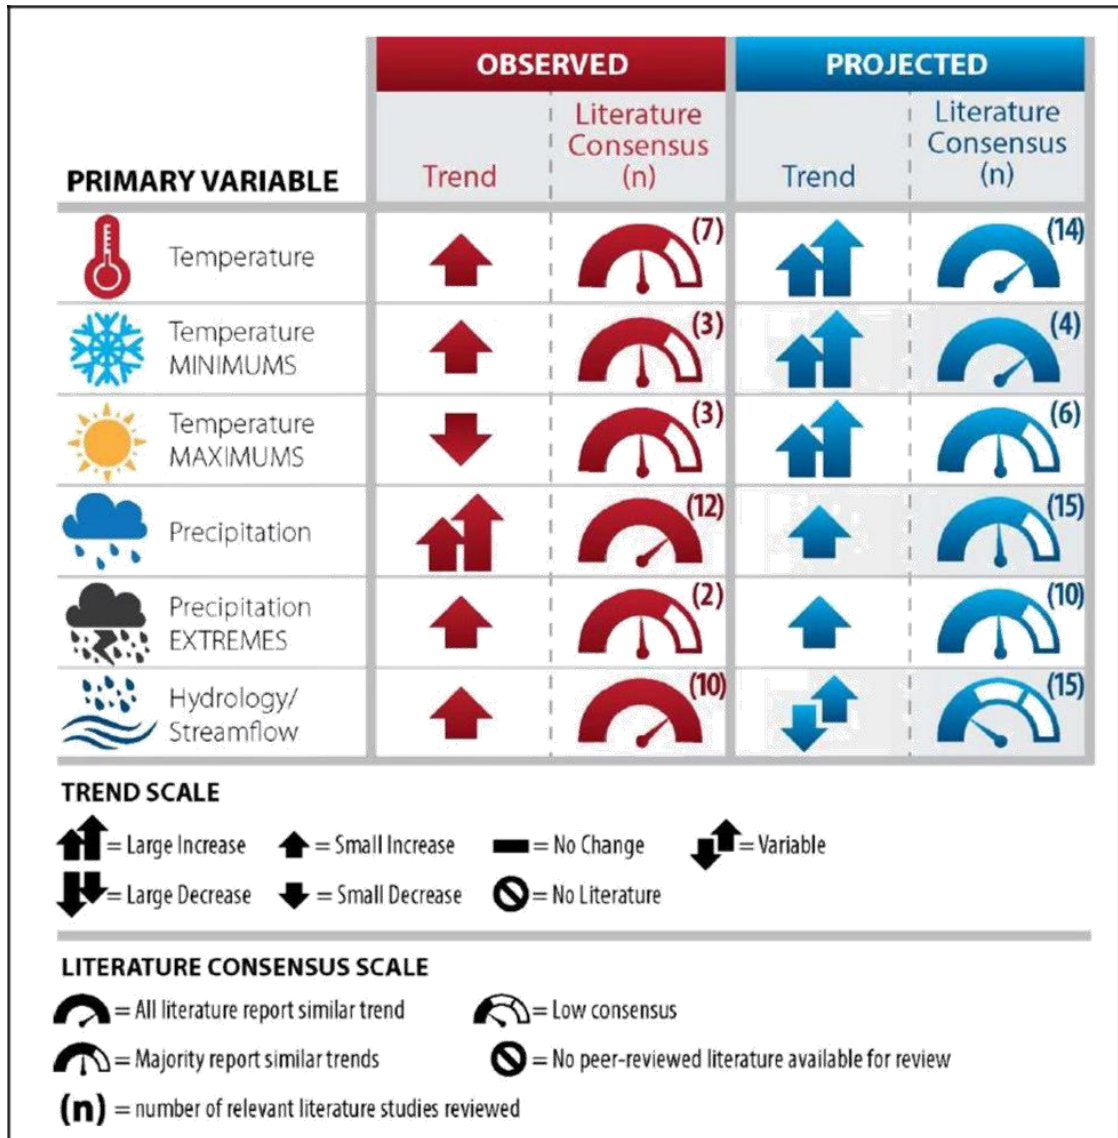 OBSERVED
PROJECTED
PRIMARY VARIABLE
Trend
Literature
Consensus
(n)
Trend
Literature
Consensus
(n)
Temperature
(7)
(14)
Temperature
MINIMUMS
(3)
(4)
Temperature
MAXIMUMS
(3)
(6)
Precipitation
(12)
(15)
Precipitation
EXTREMES
(2)
(10)
Hydrology/
Streamflow
(10)
(15)
TREND SCALE
= Large Increase
= Small Increase
= No Change
= Variable
= Large Decrease
= Small Decrease
= No Literature
LITERATURE CONSENSUS SCALE
= All literature report similar trend
= Low consensus
= Majority report similar trends
= No peer-reviewed literature available for review
(n) = number of relevant literature studies reviewed